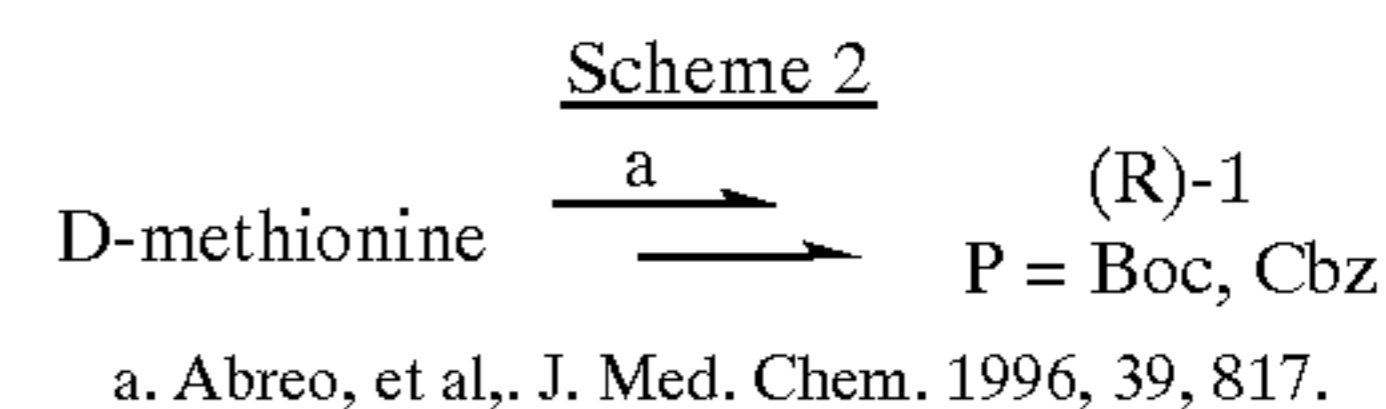 Scheme 2
a
(R)-1
D-methionine
P = Boc, Cbz
a. Abreo, et al,. J. Med. Chem. 1996, 39, 817.